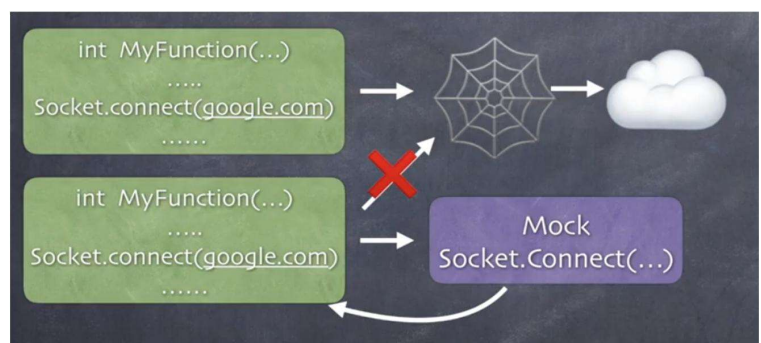 int MyFunction(...)
.....
Socket.connect(google.com)
......
int MyFunction(...)
.....
Socket.connect(google.com)
......
Mock
Socket.Connect(...)